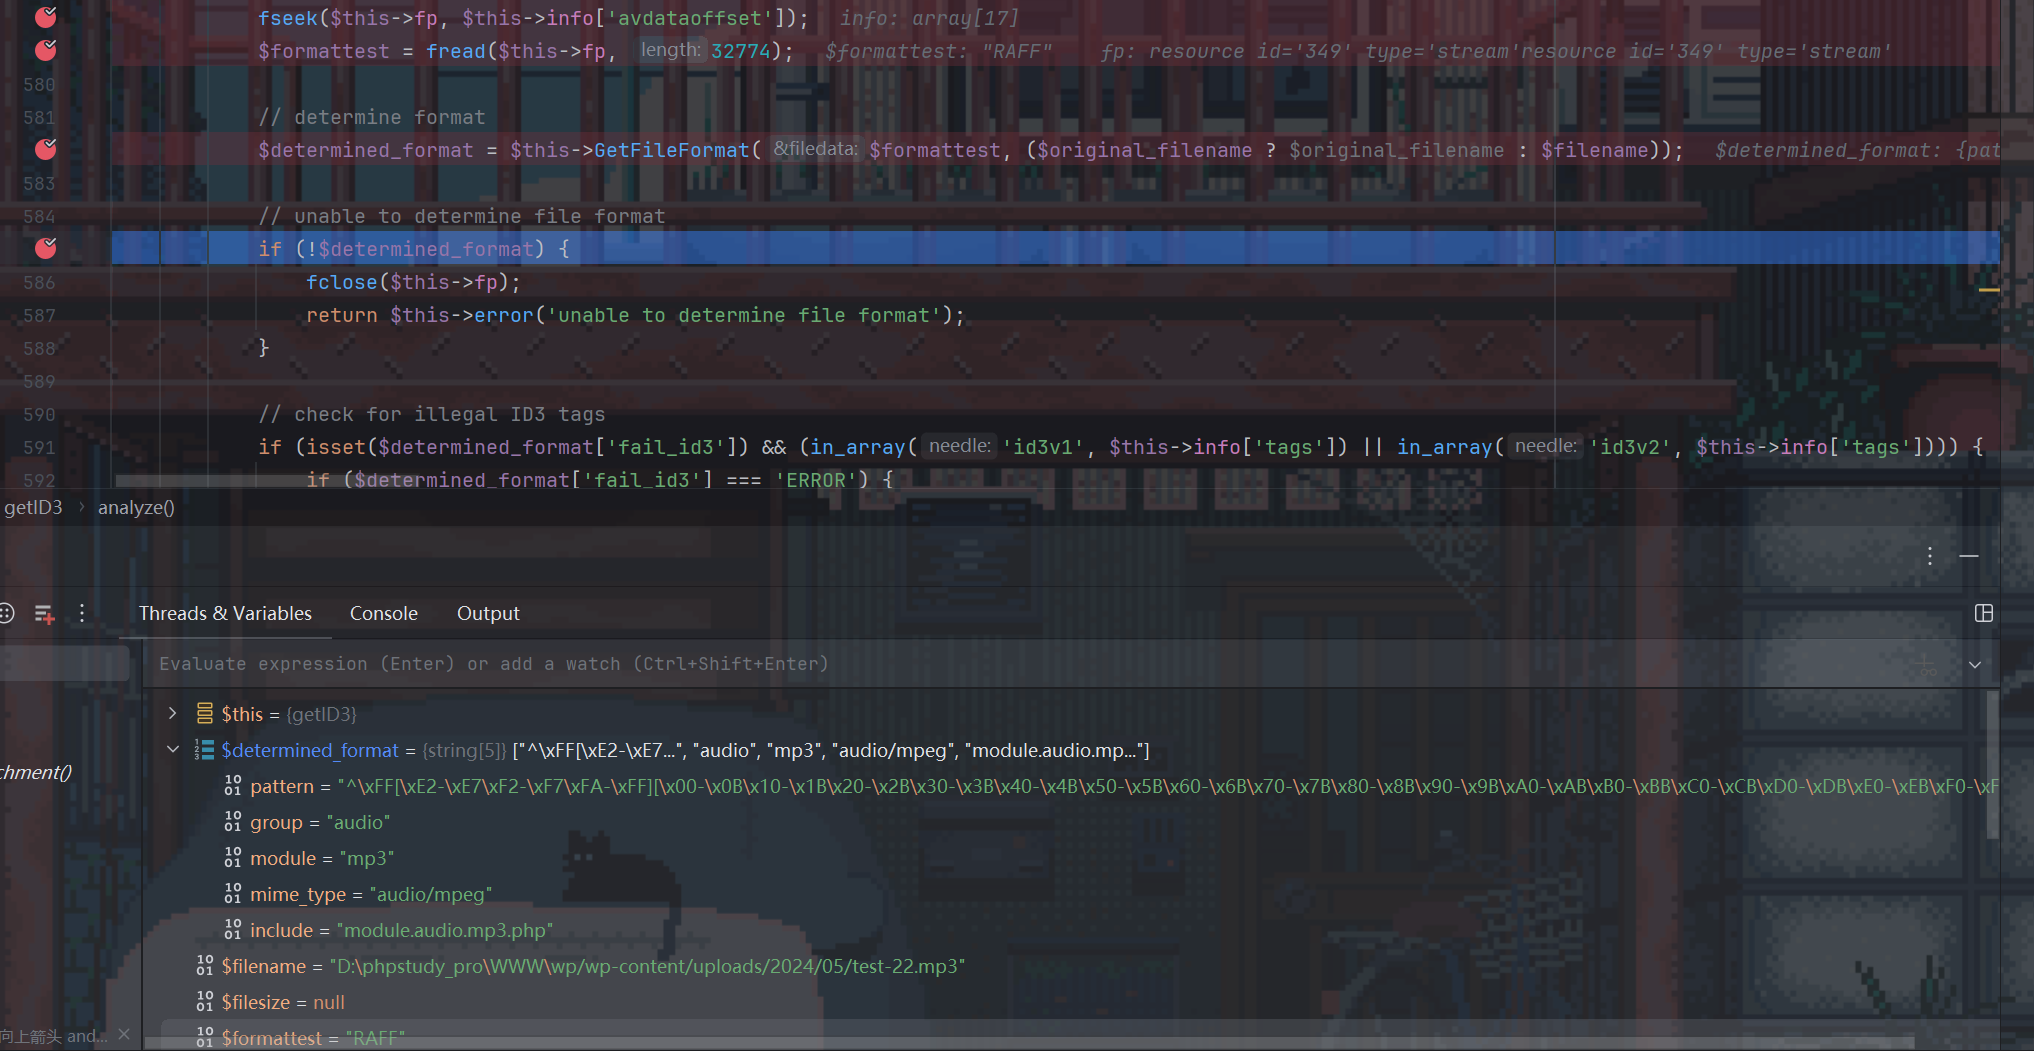 fseek($this->fp, $this->info['avdataoffset']); info: array[17]
$formattest = fread($this->fp, length: 32774); $formattest: "RAFF" fp: resource id='349' type='stream'resource id='349' type='stream'
580
581 // determine format
$determined_format = $this->GetFileFormat( &filedata: $formattest, ($original_filename ? $original_filename : $filename)); $determined_format: {pat
583
584 // unable to determine file format
if (!$determined_format) {
586 fclose($this->fp);
587 return $this->error('unable to determine file format');
588 }
589
590 // check for illegal ID3 tags
591 if (isset($determined_format['fail_id3']) && (in_array( needle: 'id3v1', $this->info['tags']) || in_array( needle: 'id3v2', $this->info['tags']))) {
592 if ($determined_format['fail_id3'] === 'ERROR') {
getID3 › analyze()
Threads & Variables Console Output
Evaluate expression (Enter) or add a watch (Ctrl+Shift+Enter)
$this = {getID3}
$determined_format = {string[5]} ["^\xFF[\xE2-\xE7...", "audio", "mp3", "audio/mpeg", "module.audio.mp..."]
chment()
pattern = "^\xFF[\xE2-\xE7\xF2-\xF7\xFA-\xFF][\x00-\x0B\x10-\x1B\x20-\x2B\x30-\x3B\x40-\x4B\x50-\x5B\x60-\x6B\x70-\x7B\x80-\x8B\x90-\x9B\xA0-\xAB\xB0-\xBB\xC0-\xCB\xD0-\xDB\xE0-\xEB\xF0-\xF
group = "audio"
module = "mp3"
mime_type = "audio/mpeg"
include = "module.audio.mp3.php"
$filename = "D:\phpstudy_pro\WWW\wp/wp-content/uploads/2024/05/test-22.mp3"
$filesize = null
向上箭头 and...
$formattest = "RAFF"